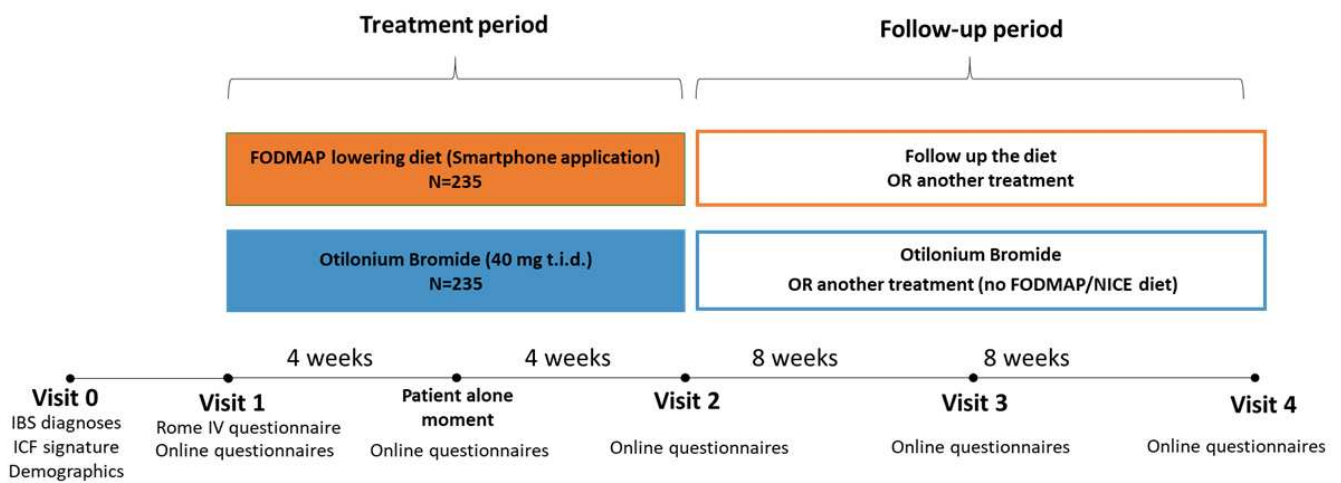 Treatment period
Follow-up period
FODMAP lowering diet (Smartphone application)
N=235
Follow up the diet
OR another treatment
Otilonium Bromide (40 mg t.i.d.)
N=235
Otilonium Bromide
OR another treatment (no FODMAP/NICE diet)
4 weeks
4 weeks
8 weeks
8 weeks
Visit 0
IBS diagnoses
ICF signature
Demographics
Visit 1
Rome IV questionnaire
Online questionnaires
Patient alone
moment
Online questionnaires
Visit 2
Online questionnaires
Visit 3
Online questionnaires
Visit 4
Online questionnaires